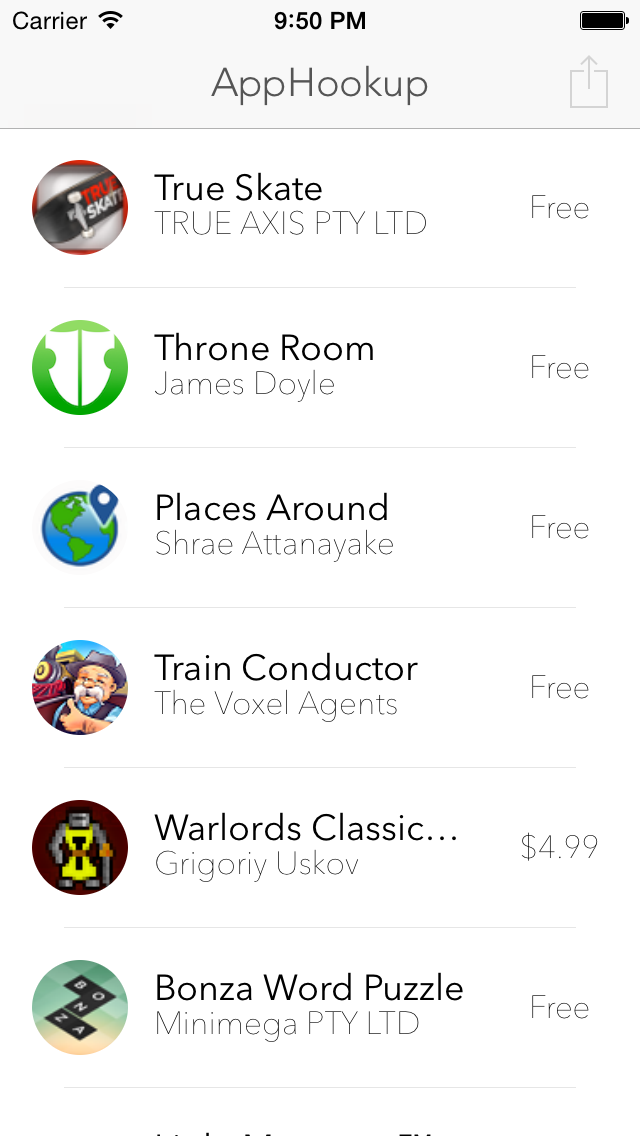 Carrier 9:50 PM
AppHookup
TRUE SKATE
True Skate
TRUE AXIS PTY LTD
Free
Throne Room
James Doyle
Free
Places Around
Shrae Attanayake
Free
Train Conductor
The Voxel Agents
Free
Warlords Classic…
Grigoriy Uskov
$4.99
BONZA
Bonza Word Puzzle
Minimega PTY LTD
Free